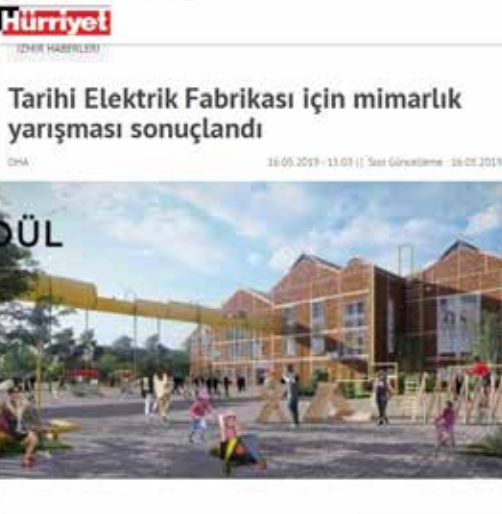 Hürriyet
İZMİR HABERLERİ
Tarihi Elektrik Fabrikası için mimarlık
yarışması sonuçlandı
DHA 16.05.2019 - 13:03 || Son Güncelleme : 16.05.2019
DÜL